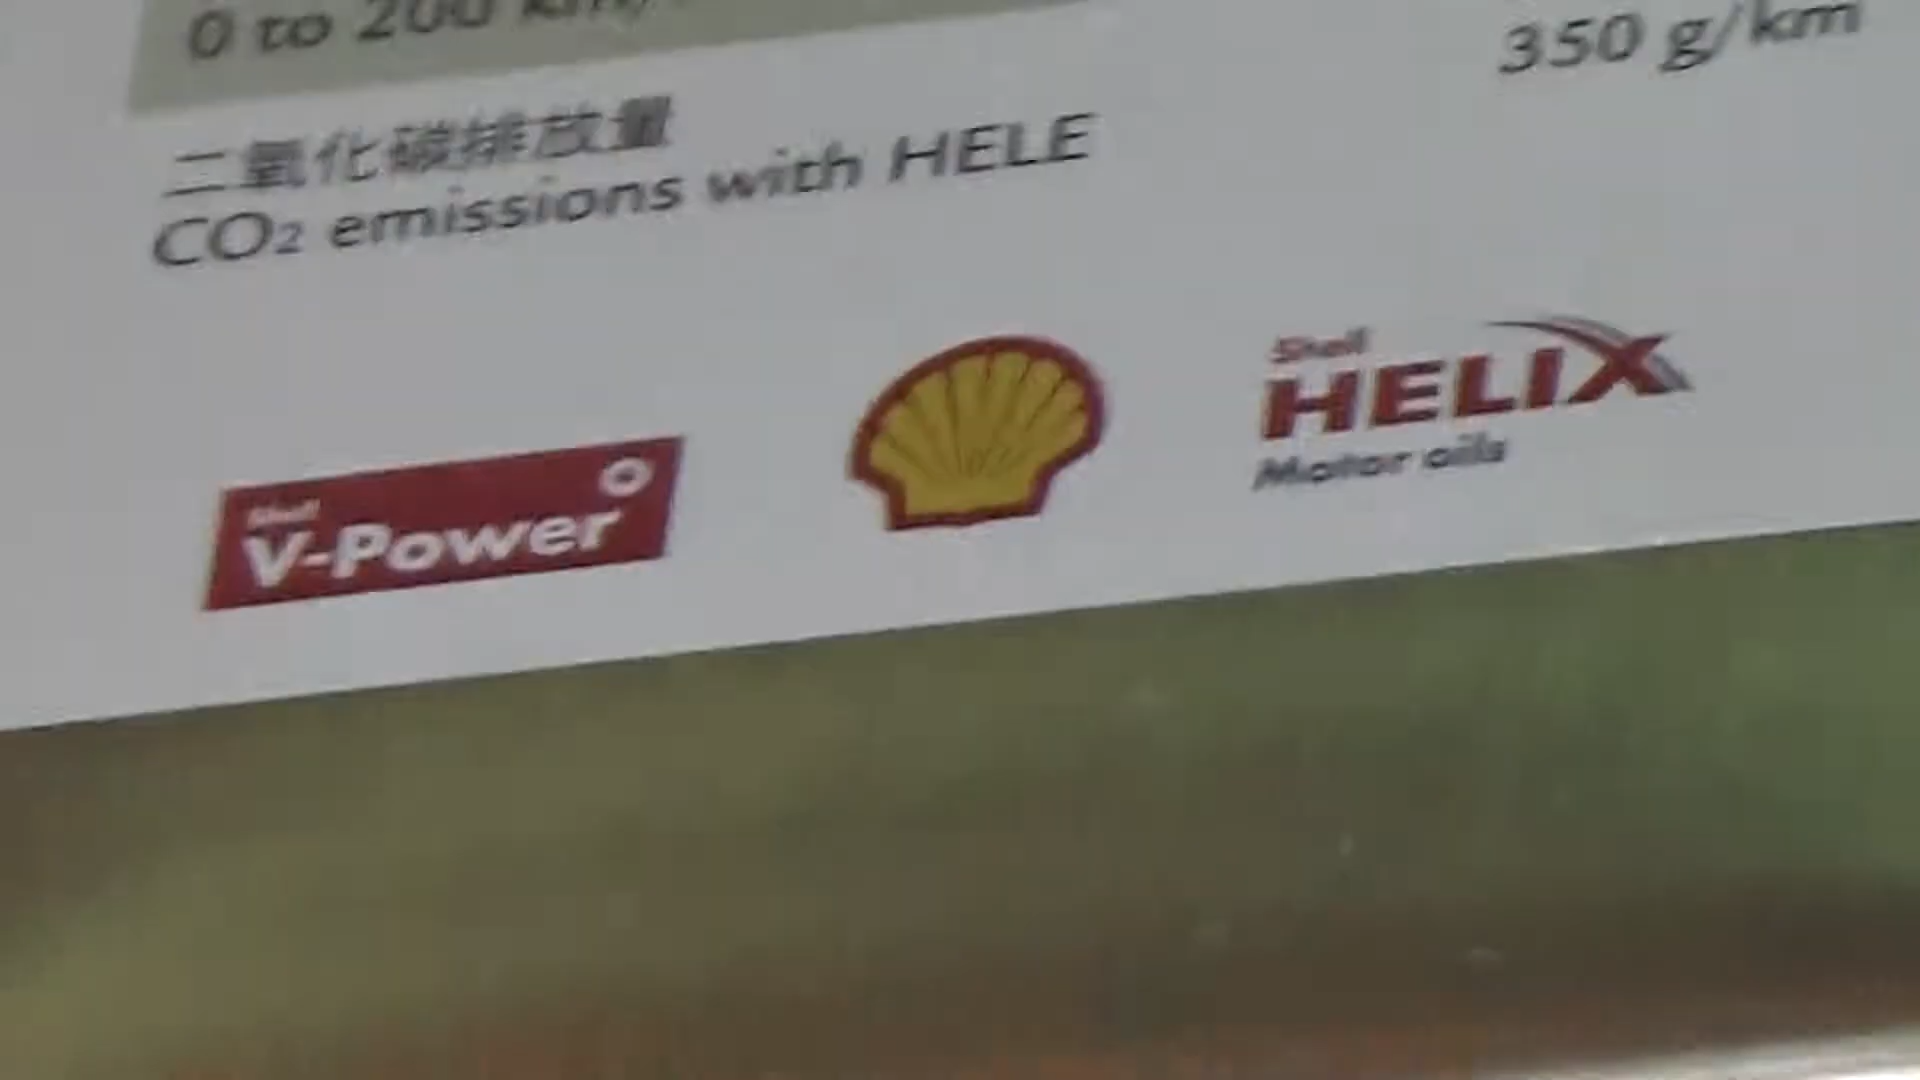 0 to 200 km/
350 g/km
二氧化碳排放量
CO2 emissions with HELE
Shell
V-Power
Shell
HELIX
Motor oils